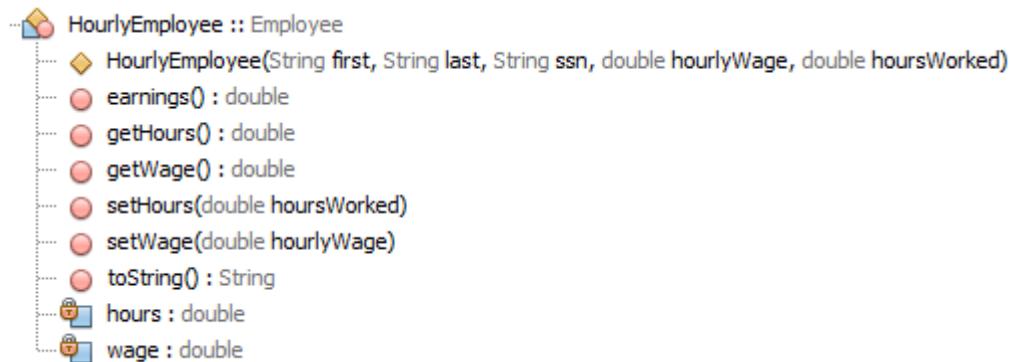 HourlyEmployee :: Employee
HourlyEmployee(String first, String last, String ssn, double hourlyWage, double hoursWorked)
earnings() : double
getHours() : double
getWage() : double
setHours(double hoursWorked)
setWage(double hourlyWage)
toString() : String
hours : double
wage : double